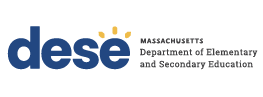 dese
MASSACHUSETTS
Department of Elementary
and Secondary Education